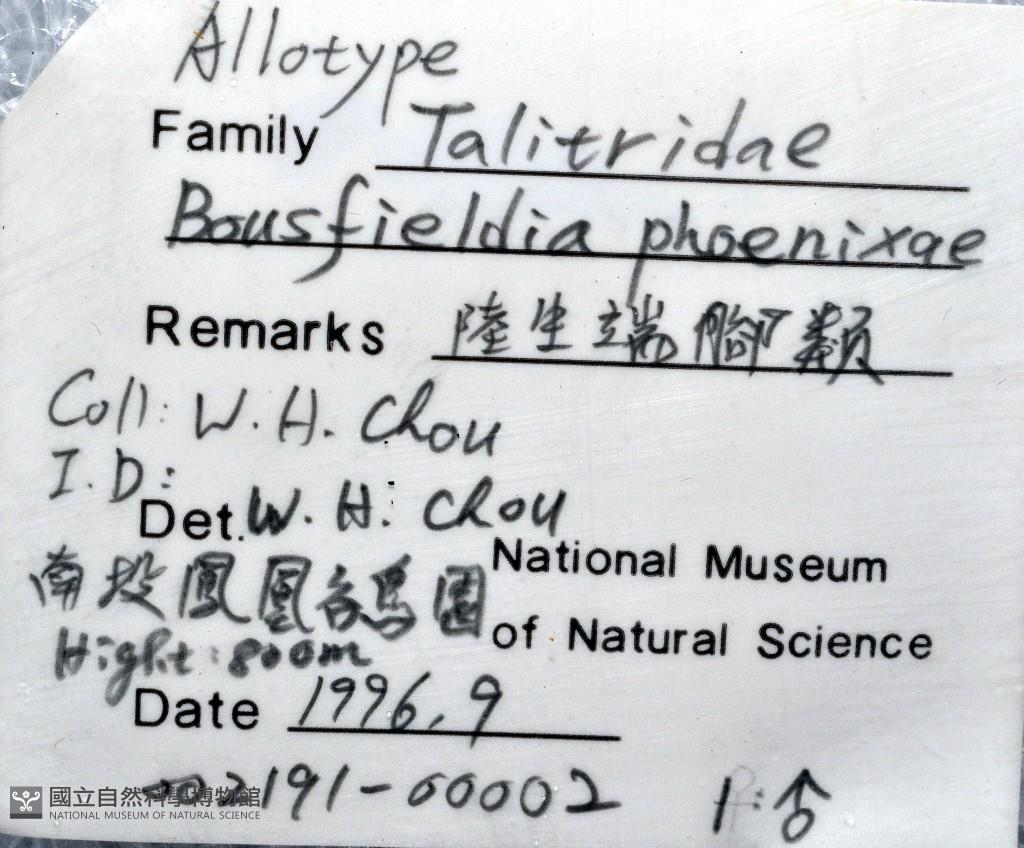 Allotype
Family Talitridae
Bousfieldia phoenixae
Remarks 陸生端腳類
Coll: W. H. Chou
I.D:
Det. W. H. Chou
National Museum
南投鳳凰谷鳥園
of Natural Science
Hight: 800m
Date 1996, 9
2191-00002 1:♂
國立自然科學博物館
NATIONAL MUSEUM OF NATURAL SCIENCE